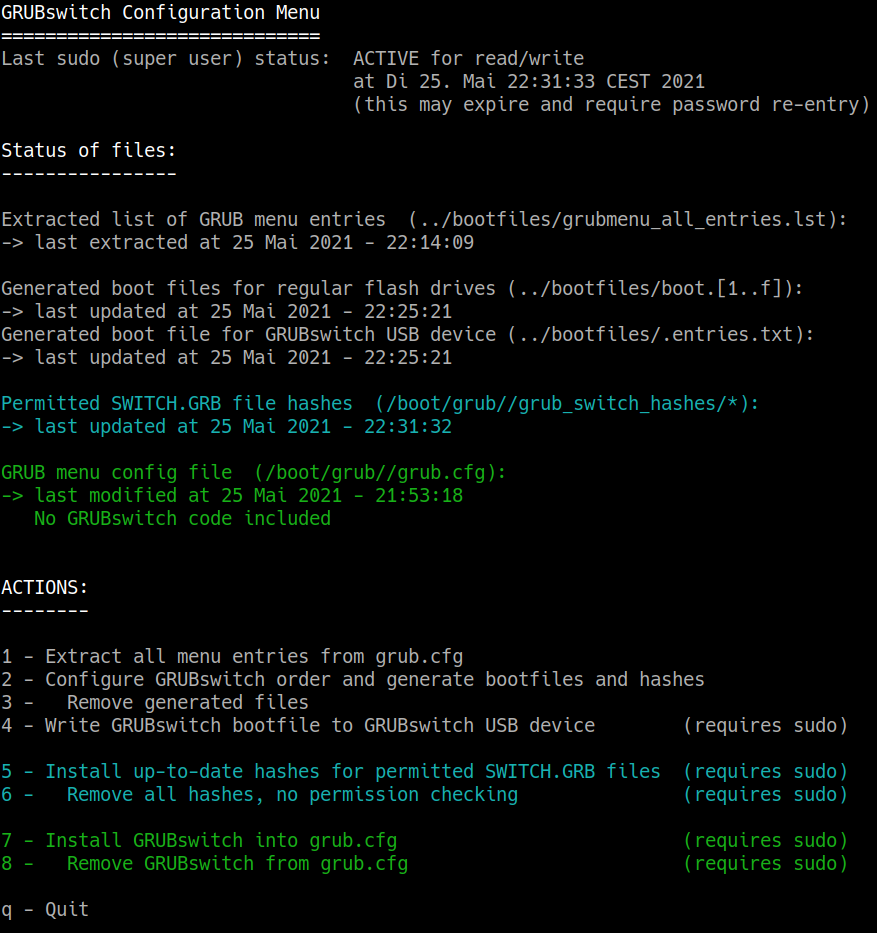 GRUBswitch Configuration Menu
=============================
Last sudo (super user) status:  ACTIVE for read/write
                                at Di 25. Mai 22:31:33 CEST 2021
                                (this may expire and require password re-entry)
Status of files:
----------------
Extracted list of GRUB menu entries  (../bootfiles/grubmenu_all_entries.lst):
-> last extracted at 25 Mai 2021 - 22:14:09
Generated boot files for regular flash drives (../bootfiles/boot.[1..f]):
-> last updated at 25 Mai 2021 - 22:25:21
Generated boot file for GRUBswitch USB device (../bootfiles/.entries.txt):
-> last updated at 25 Mai 2021 - 22:25:21
Permitted SWITCH.GRB file hashes  (/boot/grub//grub_switch_hashes/*):
-> last updated at 25 Mai 2021 - 22:31:32
GRUB menu config file  (/boot/grub//grub.cfg):
-> last modified at 25 Mai 2021 - 21:53:18
   No GRUBswitch code included
ACTIONS:
--------
1 - Extract all menu entries from grub.cfg
2 - Configure GRUBswitch order and generate bootfiles and hashes
3 -   Remove generated files
4 - Write GRUBswitch bootfile to GRUBswitch USB device        (requires sudo)
5 - Install up-to-date hashes for permitted SWITCH.GRB files  (requires sudo)
6 -   Remove all hashes, no permission checking               (requires sudo)
7 - Install GRUBswitch into grub.cfg                          (requires sudo)
8 -   Remove GRUBswitch from grub.cfg                         (requires sudo)
q - Quit